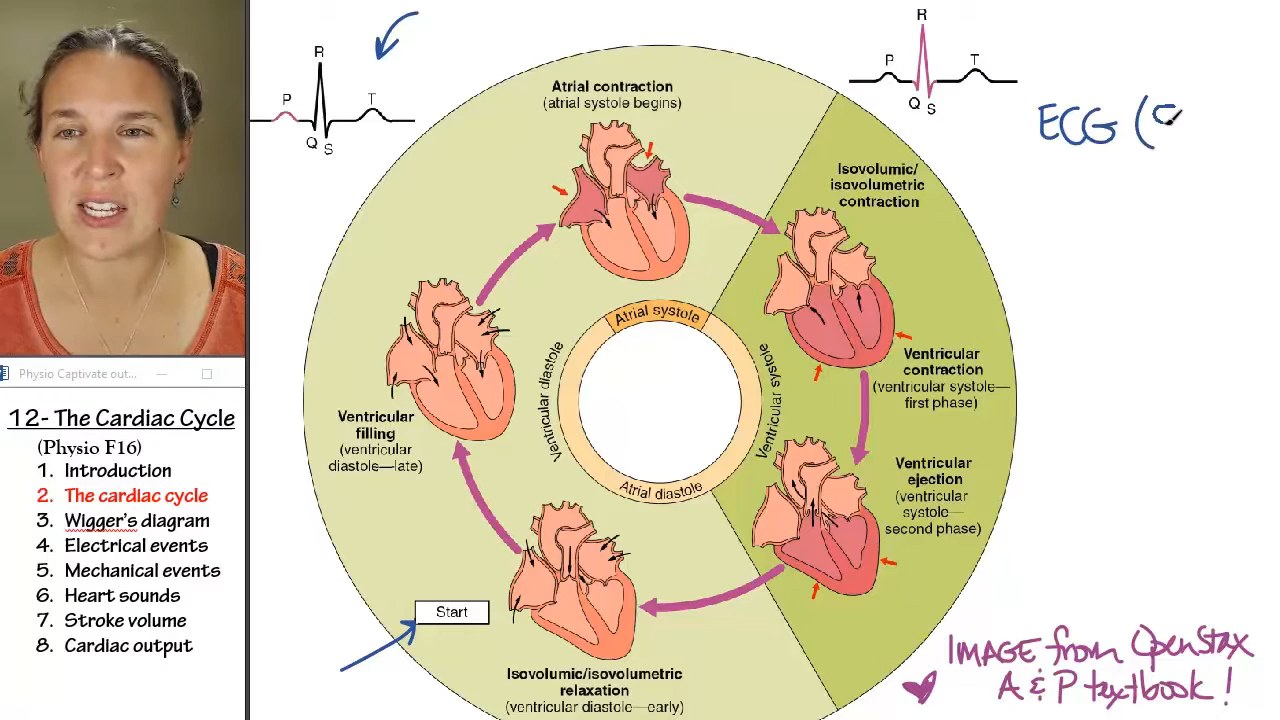 R
P
T
Q
S
Atrial contraction
(atrial systole begins)
R
P
T
Q
S
ECG (
Isovolumic/
isovolumetric
contraction
Atrial systole
Ventricular diastole
Ventricular systole
Atrial diastole
Ventricular
contraction
(ventricular systole—
first phase)
Ventricular
filling
(ventricular
diastole—late)
Ventricular
ejection
(ventricular
systole—
second phase)
Start
Isovolumic/isovolumetric
relaxation
(ventricular diastole—early)
IMAGE from OpenStax
A & P textbook!
Physio Captivate out...
12- The Cardiac Cycle
(Physio F16)
1. Introduction
2. The cardiac cycle
3. Wigger's diagram
4. Electrical events
5. Mechanical events
6. Heart sounds
7. Stroke volume
8. Cardiac output